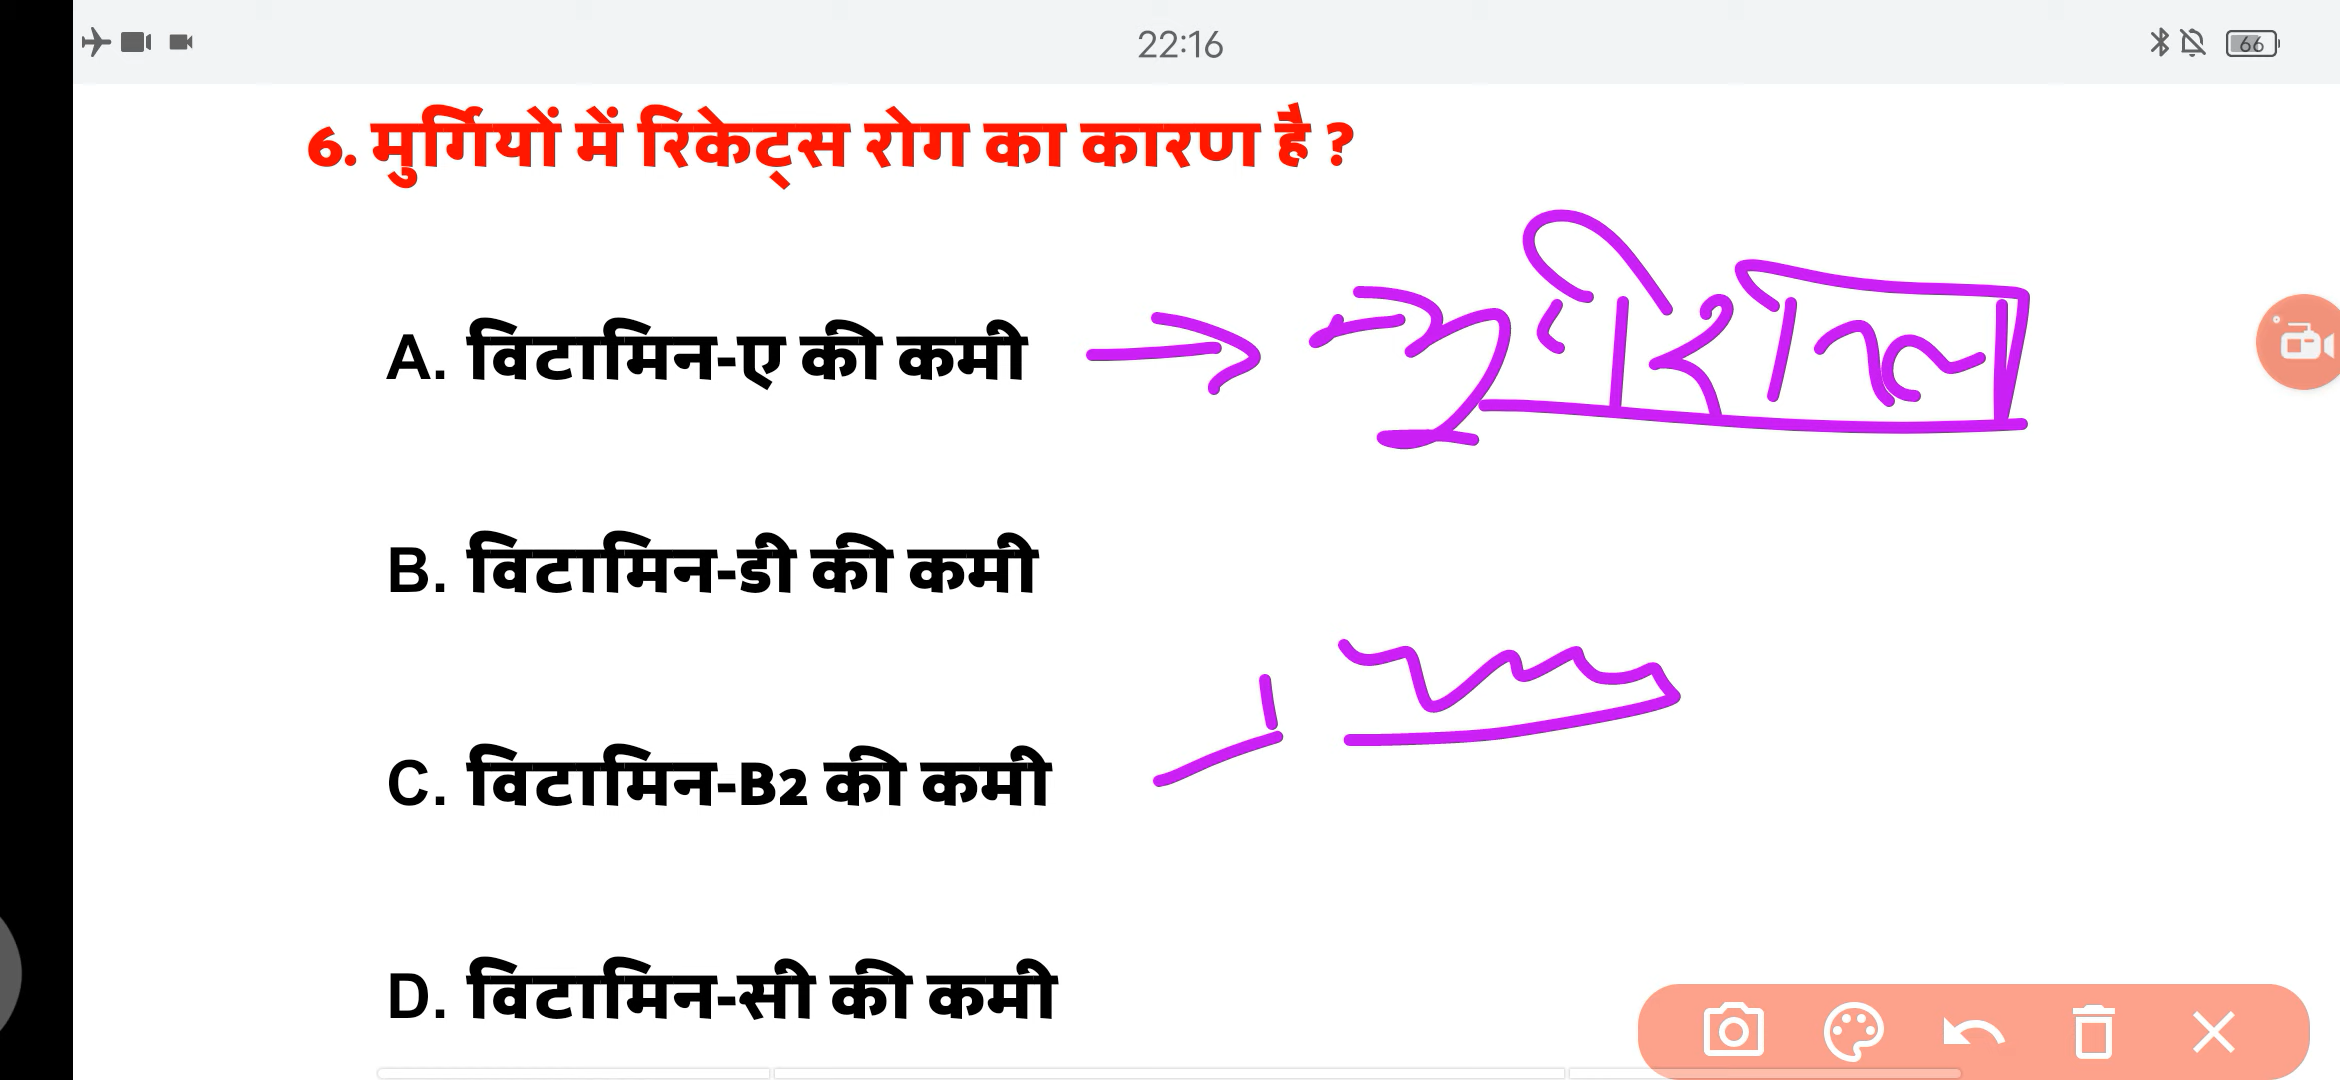 22:16
66
6. मुर्गियों में रिकेट्स रोग का कारण है ?
A. विटामिन-ए की कमी
B. विटामिन-डी की कमी
C. विटामिन-B2 की कमी
D. विटामिन-सी की कमी